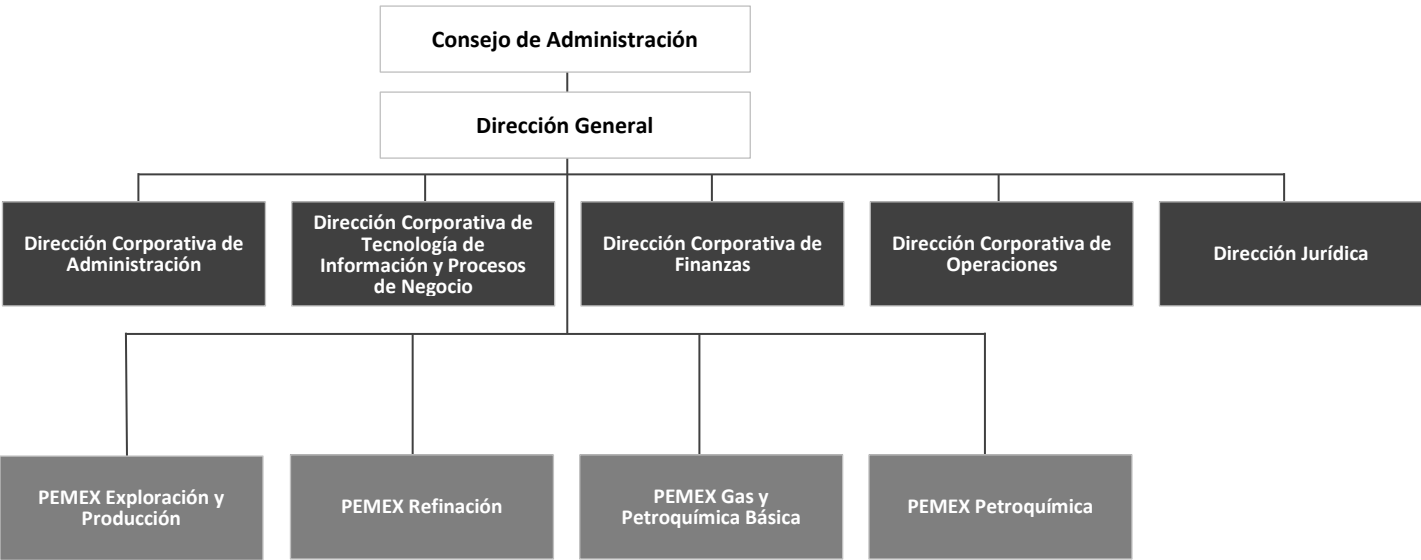 Consejo de Administración
Dirección General
Dirección Corporativa de
Administración
Dirección Corporativa de
Tecnología de
Información y Procesos
de Negocio
Dirección Corporativa de
Finanzas
Dirección Corporativa de
Operaciones
Dirección Jurídica
PEMEX Exploración y
Producción
PEMEX Refinación
PEMEX Gas y
Petroquímica Básica
PEMEX Petroquímica